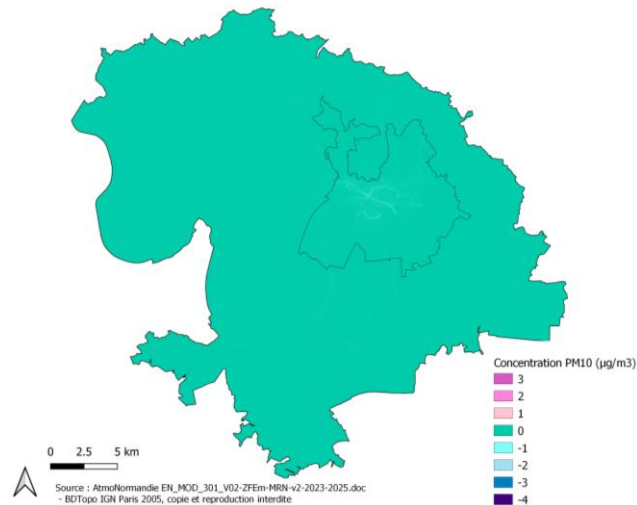 Concentration PM10 (µg/m3)
3
2
1
0
-1
-2
-3
-4
0 2.5 5 km
Source : AtmoNormandie EN_MOD_301_V02-ZFEm-MRN-v2-2023-2025.doc
- BDTopo IGN Paris 2005, copie et reproduction interdite